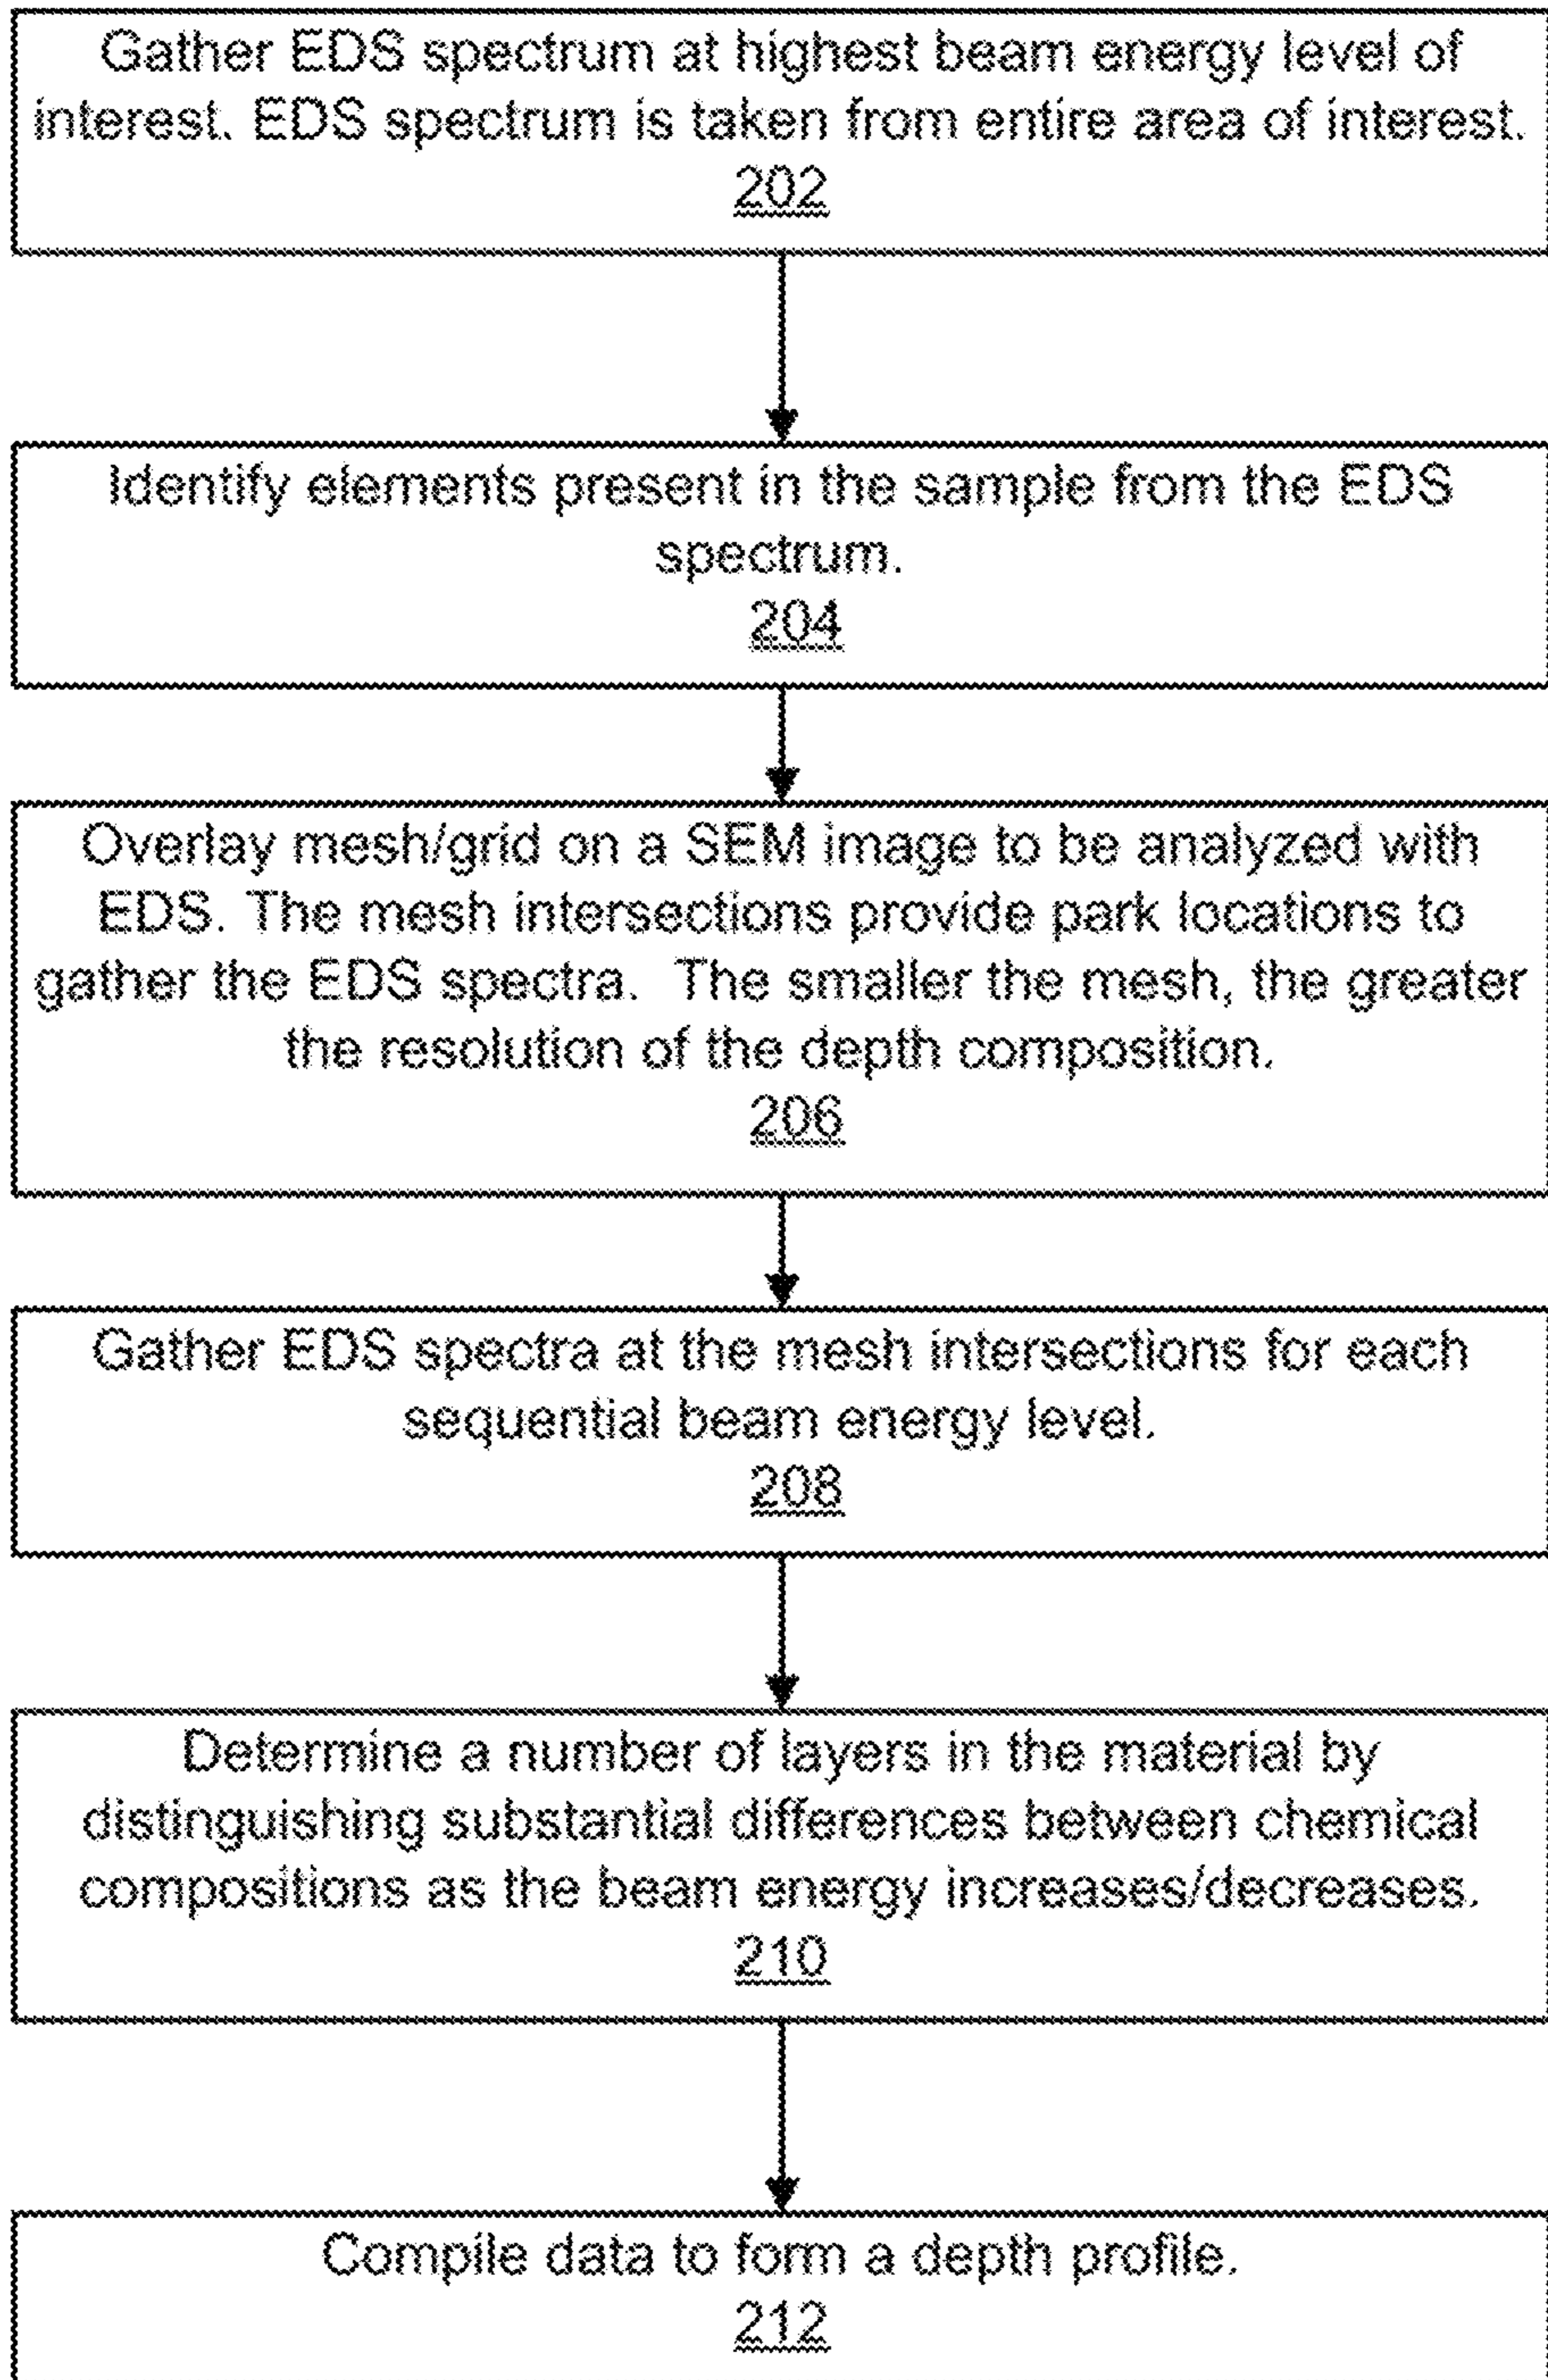 Gather EDS spectrum at highest beam energy level of
interest. EDS spectrum is taken from entire area of interest.
202
Identify elements present in the sample from the EDS
spectrum.
204
Overlay mesh/grid on a SEM image to be analyzed with
EDS. The mesh intersections provide park locations to
gather the EDS spectra.  The smaller the mesh, the greater
the resolution of the depth composition.
206
Gather EDS spectra at the mesh intersections for each
sequential beam energy level.
208
Determine a number of layers in the material by
distinguishing substantial differences between chemical
compositions as the beam energy increases/decreases.
210
Compile data to form a depth profile.
212